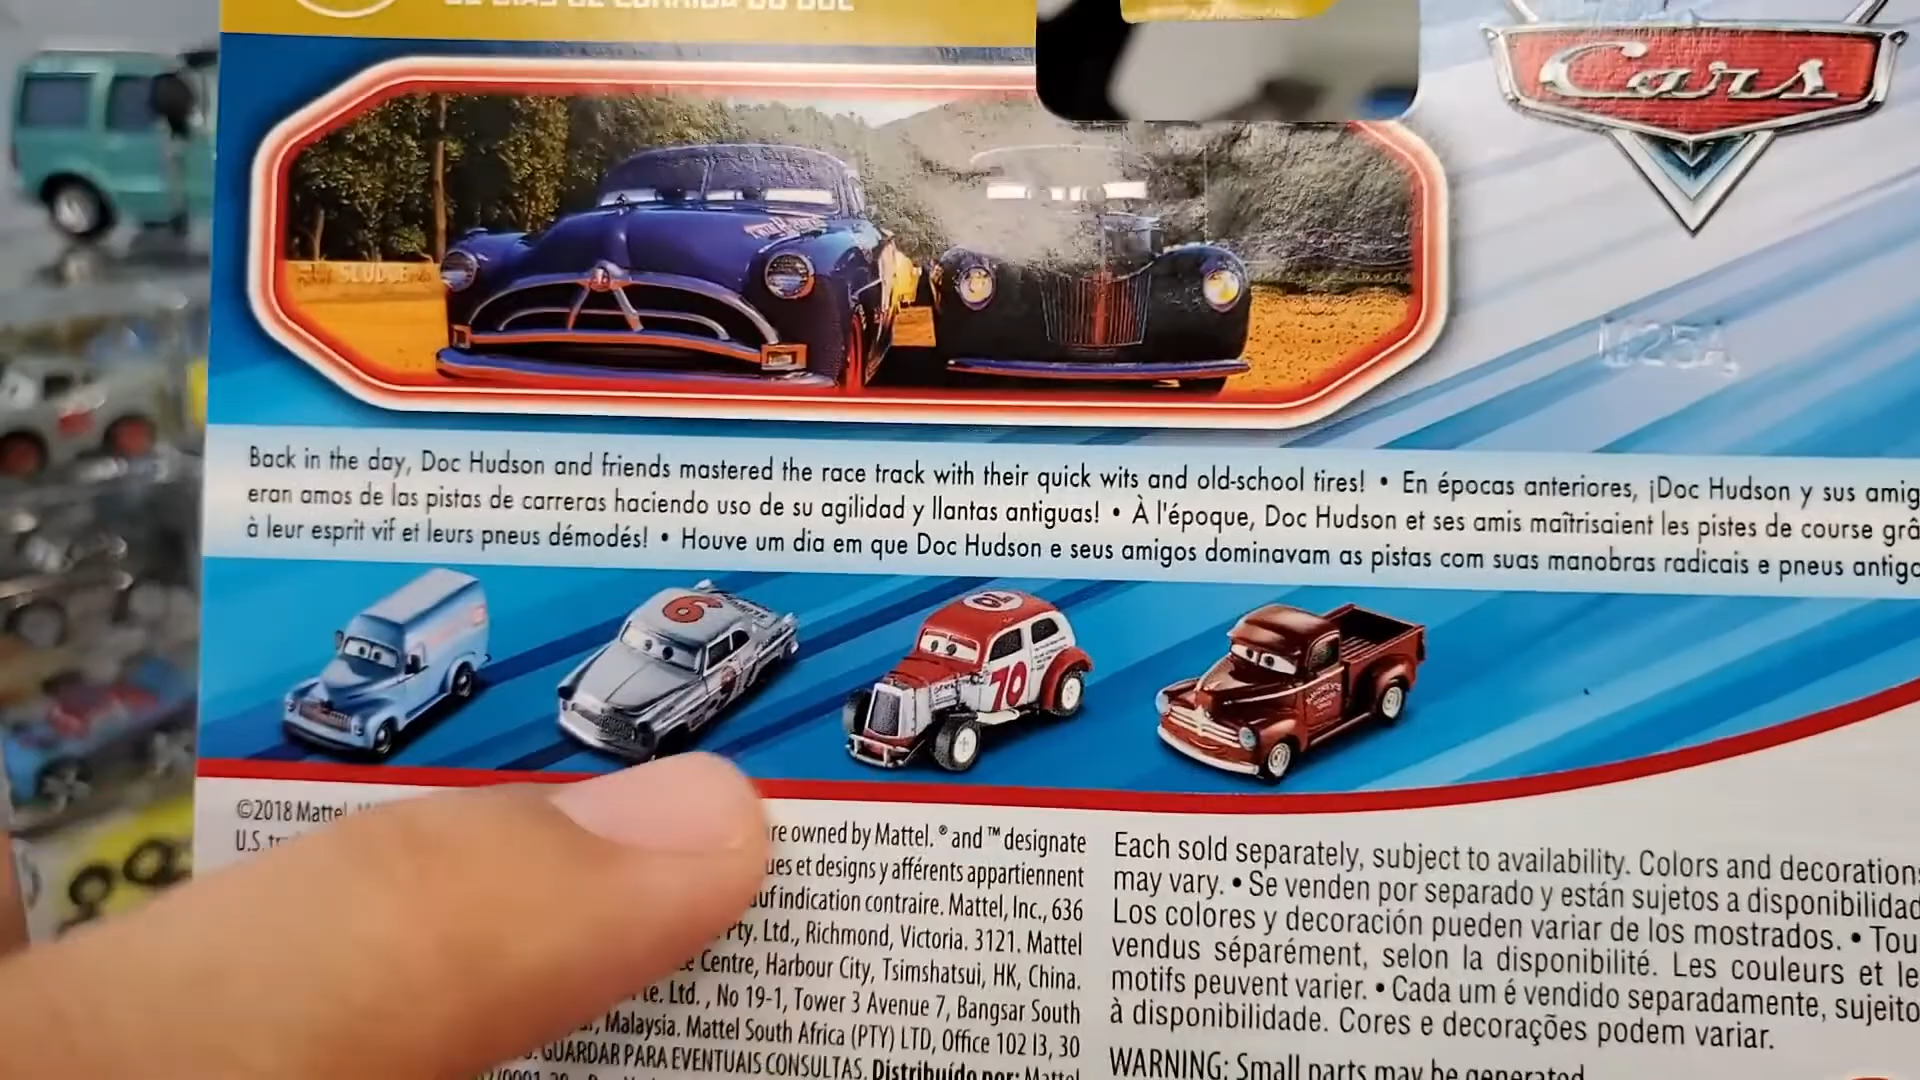 Cars
SLUDGE
U25A
Back in the day, Doc Hudson and friends mastered the race track with their quick wits and old-school tires! • En épocas anteriores, ¡Doc Hudson y sus amig
eran amos de las pistas de carreras haciendo uso de su agilidad y llantas antiguas! • À l'époque, Doc Hudson et ses amis maîtrisaient les pistes de course grâ
à leur esprit vif et leurs pneus démodés! • Houve um dia em que Doc Hudson e seus amigos dominavam as pistas com suas manobras radicais e pneus antigo
6
70
70
©2018 Mattel.
U.S.
re owned by Mattel. ® and ™ designate
ues et designs y afférents appartiennent
uf indication contraire. Mattel, Inc., 636
Pty. Ltd., Richmond, Victoria. 3121. Mattel
Centre, Harbour City, Tsimshatsui, HK, China.
te. Ltd., No 19-1, Tower 3 Avenue 7, Bangsar South
, Malaysia. Mattel South Africa (PTY) LTD, Office 102 I3, 30
GUARDAR PARA EVENTUAIS CONSULTAS. Distribuído por: Mattel
Each sold separately, subject to availability. Colors and decorations
may vary. • Se venden por separado y están sujetos a disponibilidad
Los colores y decoración pueden variar de los mostrados. • Tou
vendus séparément, selon la disponibilité. Les couleurs et le
motifs peuvent varier. • Cada um é vendido separadamente, sujeito
à disponibilidade. Cores e decorações podem variar.
WARNING: Small parts may be generated